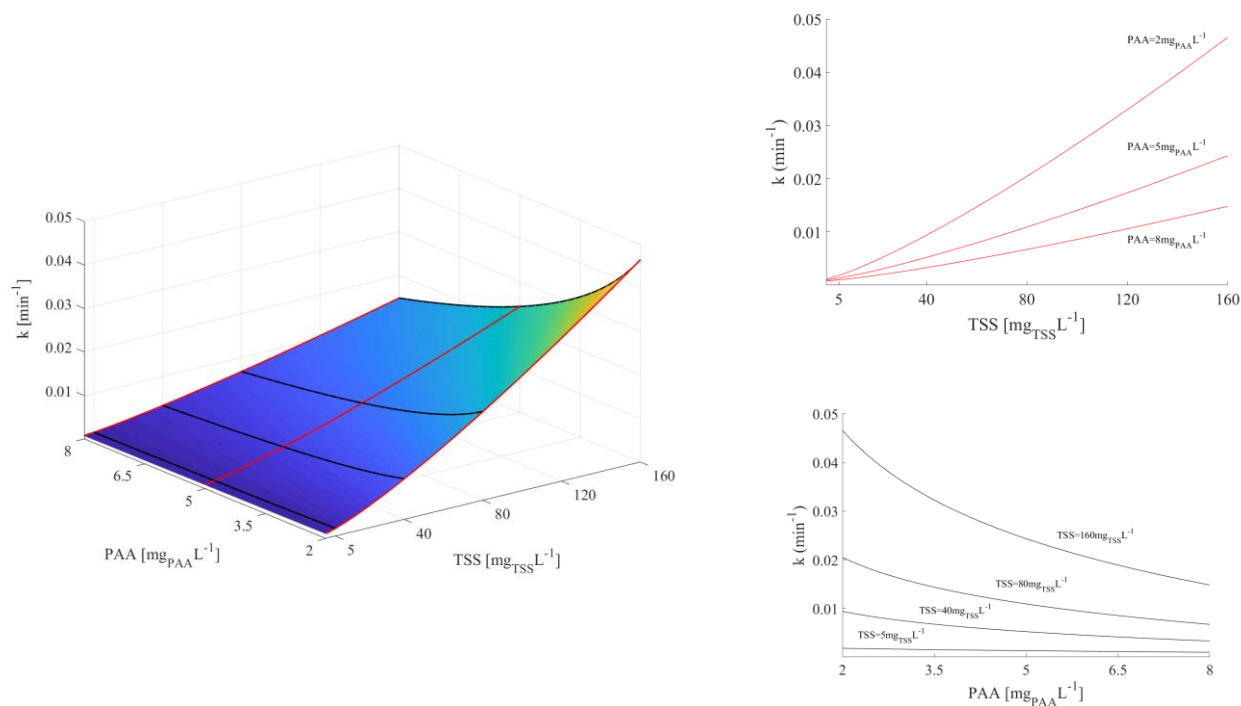 0.05
0.04
0.03
0.02
0.01
k [min⁻¹]
8
6.5
5
3.5
2
PAA [mg_PAA L⁻¹]
5
40
80
120
160
TSS [mg_TSS L⁻¹]
0.05
0.04
0.03
0.02
0.01
k (min⁻¹)
PAA=2mg_PAA L⁻¹
PAA=5mg_PAA L⁻¹
PAA=8mg_PAA L⁻¹
5 40 80 120 160
TSS [mg_TSS L⁻¹]
0.05
0.04
0.03
0.02
0.01
k (min⁻¹)
TSS=160mg_TSS L⁻¹
TSS=80mg_TSS L⁻¹
TSS=40mg_TSS L⁻¹
TSS=5mg_TSS L⁻¹
2 3.5 5 6.5 8
PAA [mg_PAA L⁻¹]